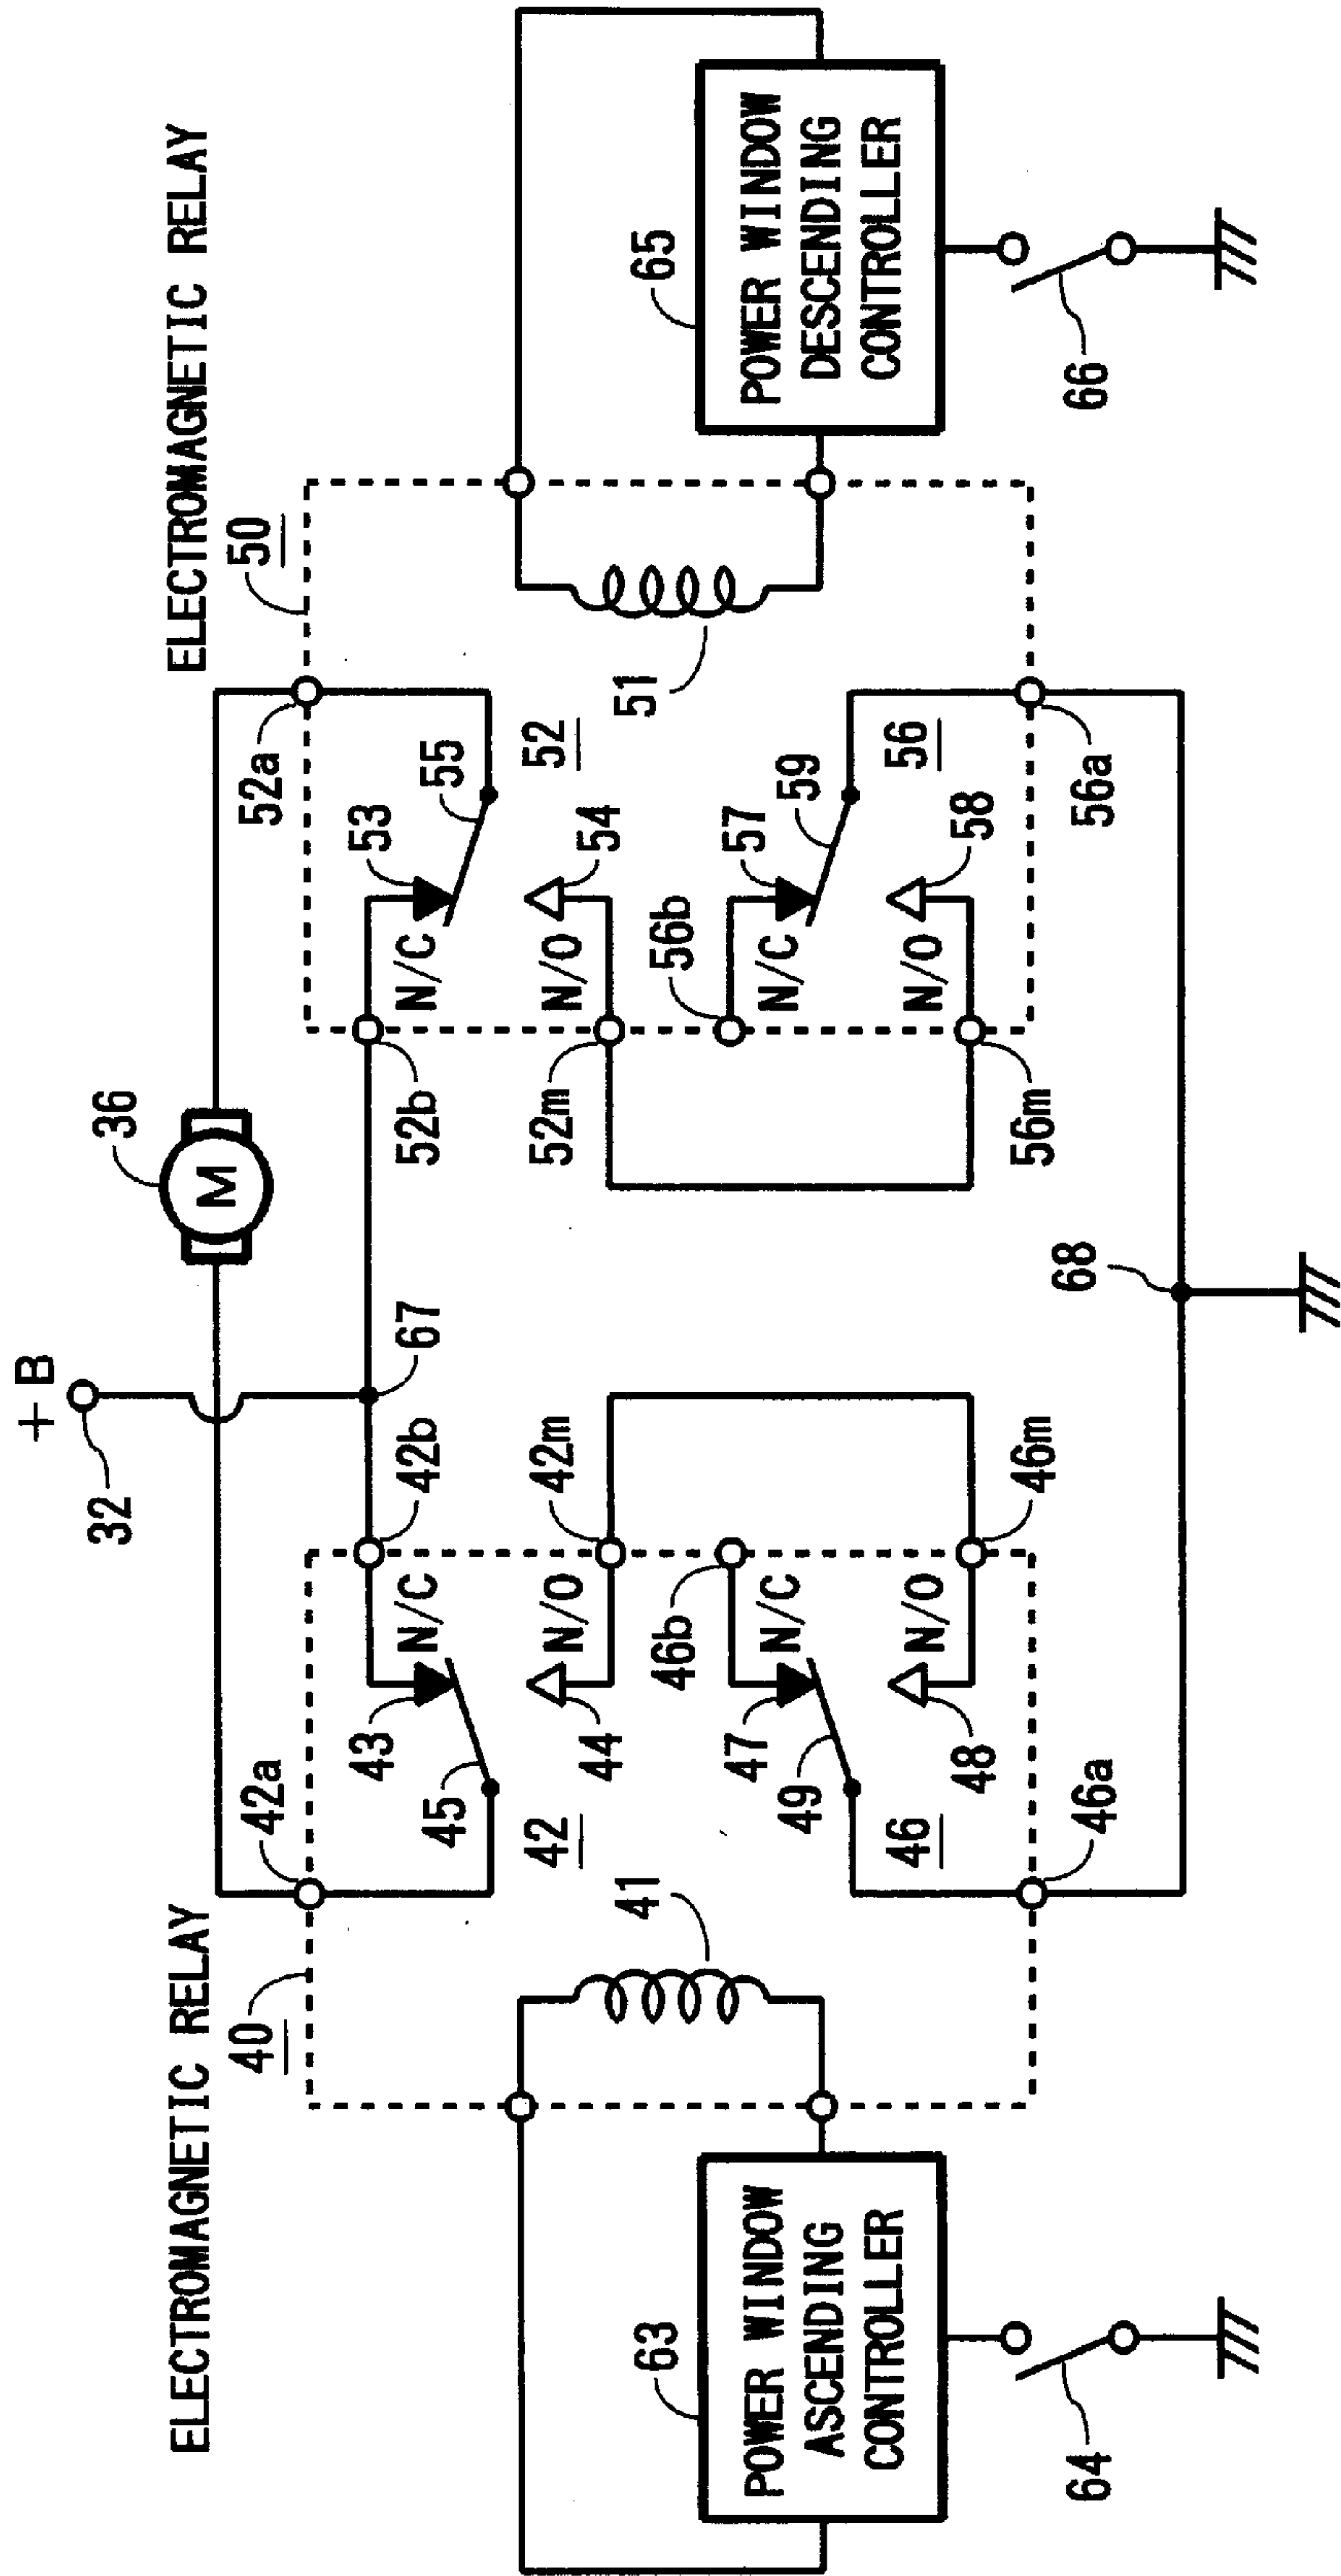 +B
32
36
M
ELECTROMAGNETIC RELAY
40
42a
42b
67
52b
52a
50
ELECTROMAGNETIC RELAY
43
N/C
45
42
44
N/O
42m
46b
47
N/C
49
46
48
N/O
46m
46a
41
63
POWER WINDOW
ASCENDING
CONTROLLER
64
68
53
N/C
55
52
54
N/O
52m
56b
57
N/C
59
56
58
N/O
56m
56a
51
65
POWER WINDOW
DESCENDING
CONTROLLER
66